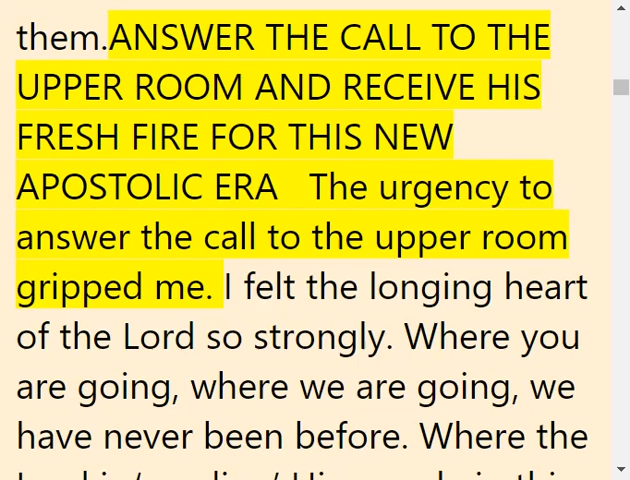 them.ANSWER THE CALL TO THE
UPPER ROOM AND RECEIVE HIS
FRESH FIRE FOR THIS NEW
APOSTOLIC ERA   The urgency to
answer the call to the upper room
gripped me. I felt the longing heart
of the Lord so strongly. Where you
are going, where we are going, we
have never been before. Where the